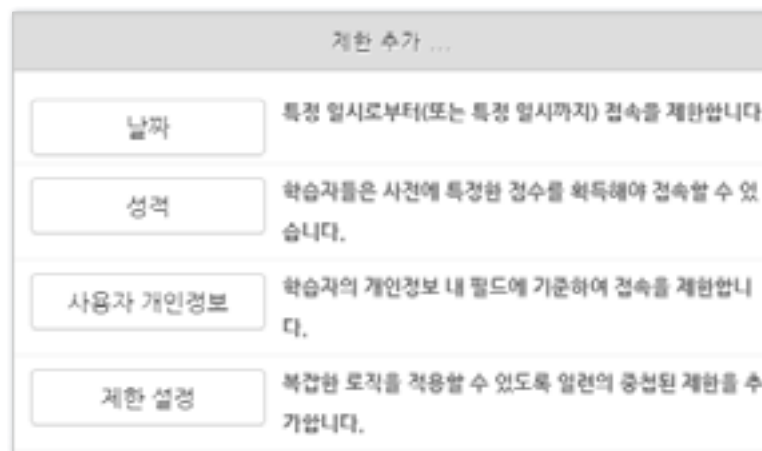 제한 추가 ...
날짜
특정 일시로부터(또는 특정 일시까지) 접속을 제한합니다
성적
학습자들은 사전에 특정한 점수를 획득해야 접속할 수 있
습니다.
사용자 개인정보
학습자의 개인정보 내 필드에 기준하여 접속을 제한합니
다.
제한 설정
복잡한 로직을 적용할 수 있도록 일련의 중첩된 제한을 추
가합니다.